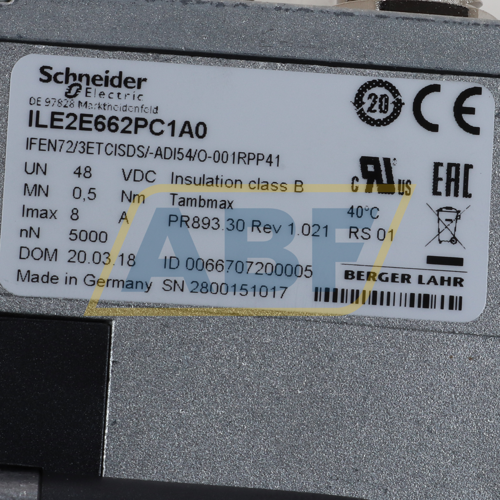 Schneider
Electric
DE 97828 Marktheidenfeld
ILE2E662PC1A0
IFEN72/3ETCISDS/-ADI54/O-001RPP41
UN 48 VDC Insulation class B
MN 0,5 Nm Tambmax 40°C
Imax 8 A PR893.30 Rev 1.021 RS 01
nN 5000
DOM 20.03.18 ID 0066707200005
Made in Germany SN 2800151017
BERGER LAHR
20
CE
c RU US
EAC
ABF